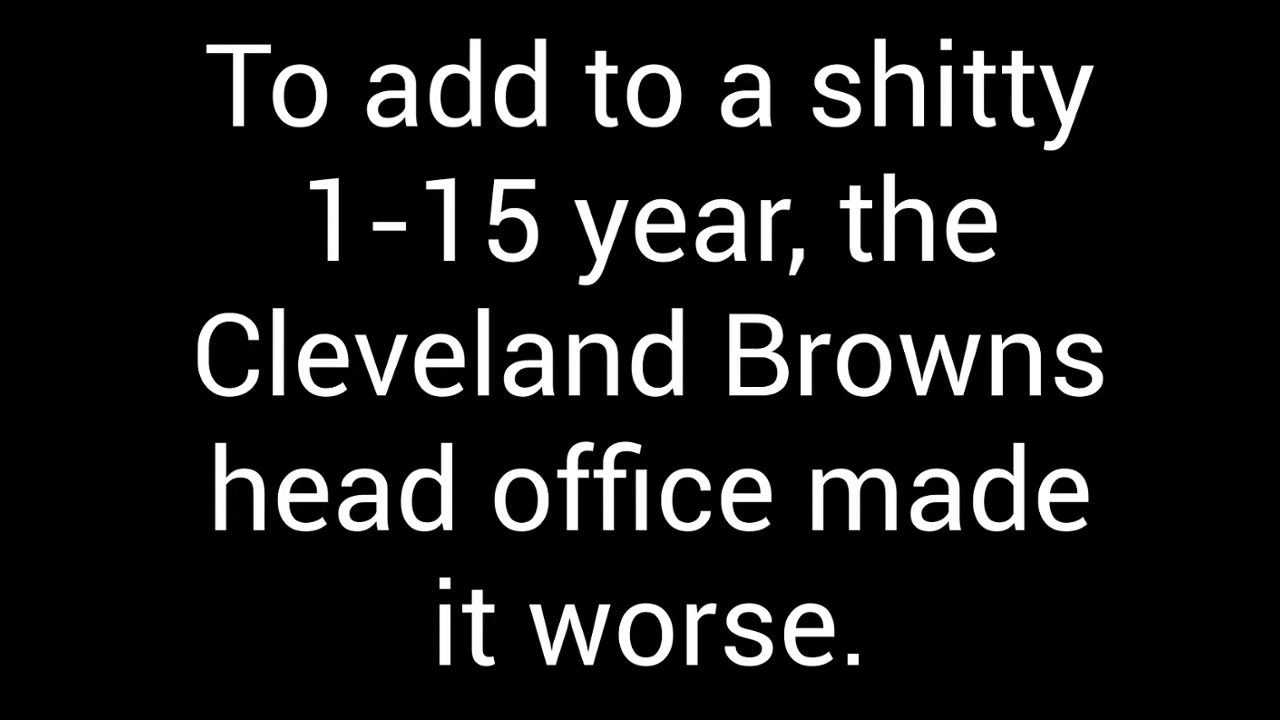 To add to a shitty
1-15 year, the
Cleveland Browns
head office made
it worse.